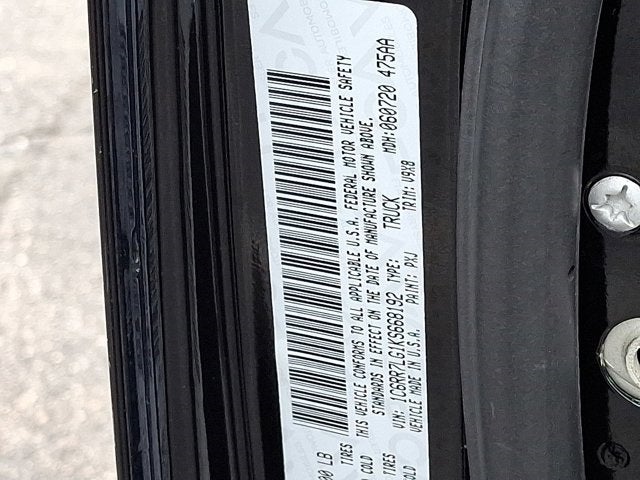 00 LB
TIRES
COLD THIS VEHICLE CONFORMS TO ALL APPLICABLE U.S.A. FEDERAL MOTOR VEHICLE SAFETY
TIRES STANDARDS IN EFFECT ON THE DATE OF MANUFACTURE SHOWN ABOVE.
VIN: 1C6RR7LG1KS668192 TYPE: TRUCK MDH:060720 475AA
COLD VEHICLE MADE IN U.S.A. PAINT: PXJ TRIM: V9X8